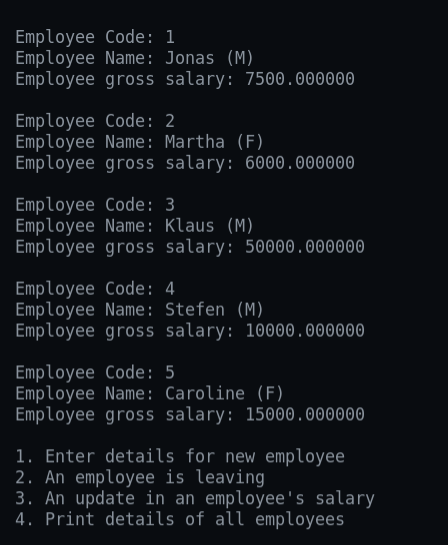 Employee Code: 1
Employee Name: Jonas (M)
Employee gross salary: 7500.000000
Employee Code: 2
Employee Name: Martha (F)
Employee gross salary: 6000.000000
Employee Code: 3
Employee Name: Klaus (M)
Employee gross salary: 50000.000000
Employee Code: 4
Employee Name: Stefen (M)
Employee gross salary: 10000.000000
Employee Code: 5
Employee Name: Caroline (F)
Employee gross salary: 15000.000000
1. Enter details for new employee
2. An employee is leaving
3. An update in an employee's salary
4. Print details of all employees